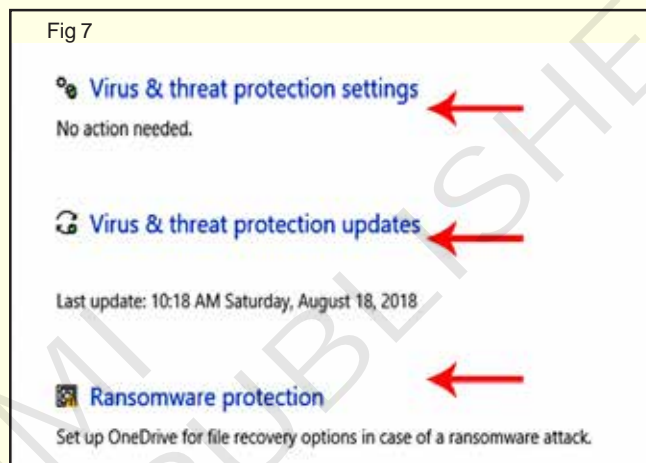 Fig 7
Virus & threat protection settings
No action needed.
Virus & threat protection updates
Last update: 10:18 AM Saturday, August 18, 2018
Ransomware protection
Set up OneDrive for file recovery options in case of a ransomware attack.